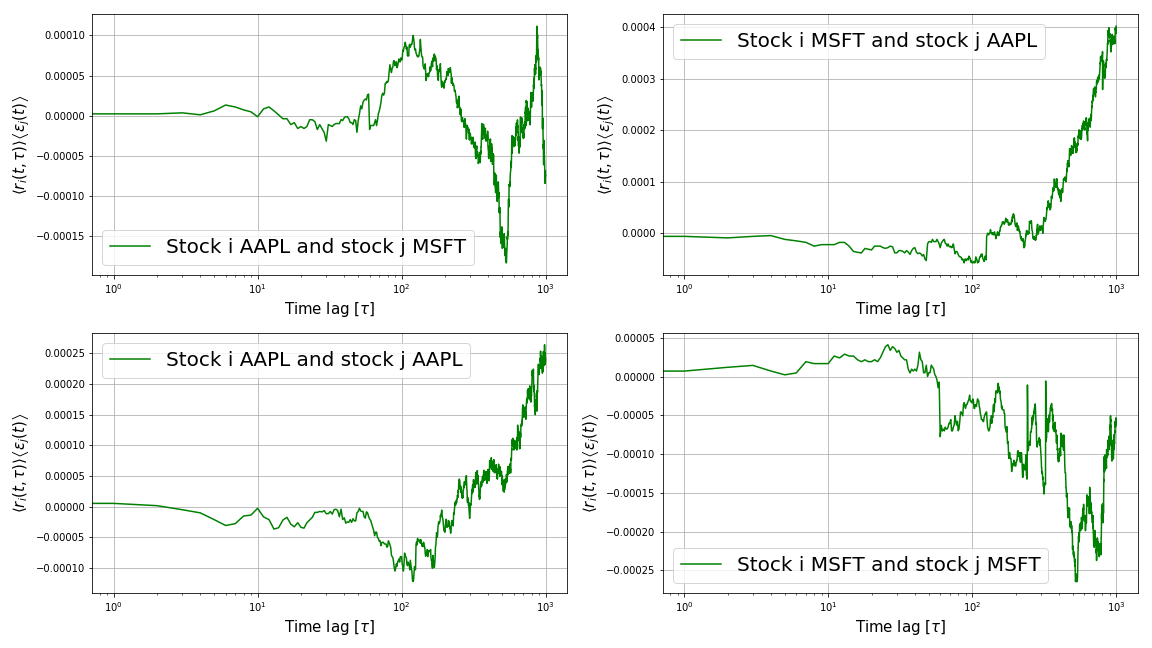 ⟨r_i(t, τ)⟩⟨ε_j(t)⟩
0.00010
0.00005
0.00000
−0.00005
−0.00010
−0.00015
Stock i AAPL and stock j MSFT
10^0 10^1 10^2 10^3
Time lag [τ]
⟨r_i(t, τ)⟩⟨ε_j(t)⟩
0.0004
0.0003
0.0002
0.0001
0.0000
Stock i MSFT and stock j AAPL
10^0 10^1 10^2 10^3
Time lag [τ]
⟨r_i(t, τ)⟩⟨ε_j(t)⟩
0.00025
0.00020
0.00015
0.00010
0.00005
0.00000
−0.00005
−0.00010
Stock i AAPL and stock j AAPL
10^0 10^1 10^2 10^3
Time lag [τ]
⟨r_i(t, τ)⟩⟨ε_j(t)⟩
0.00005
0.00000
−0.00005
−0.00010
−0.00015
−0.00020
−0.00025
Stock i MSFT and stock j MSFT
10^0 10^1 10^2 10^3
Time lag [τ]